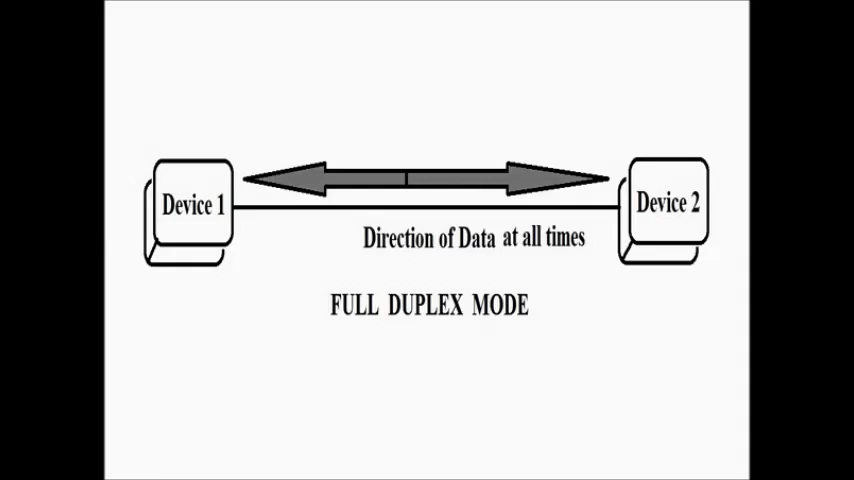 Device 1
Device 2
Direction of Data at all times
FULL DUPLEX MODE